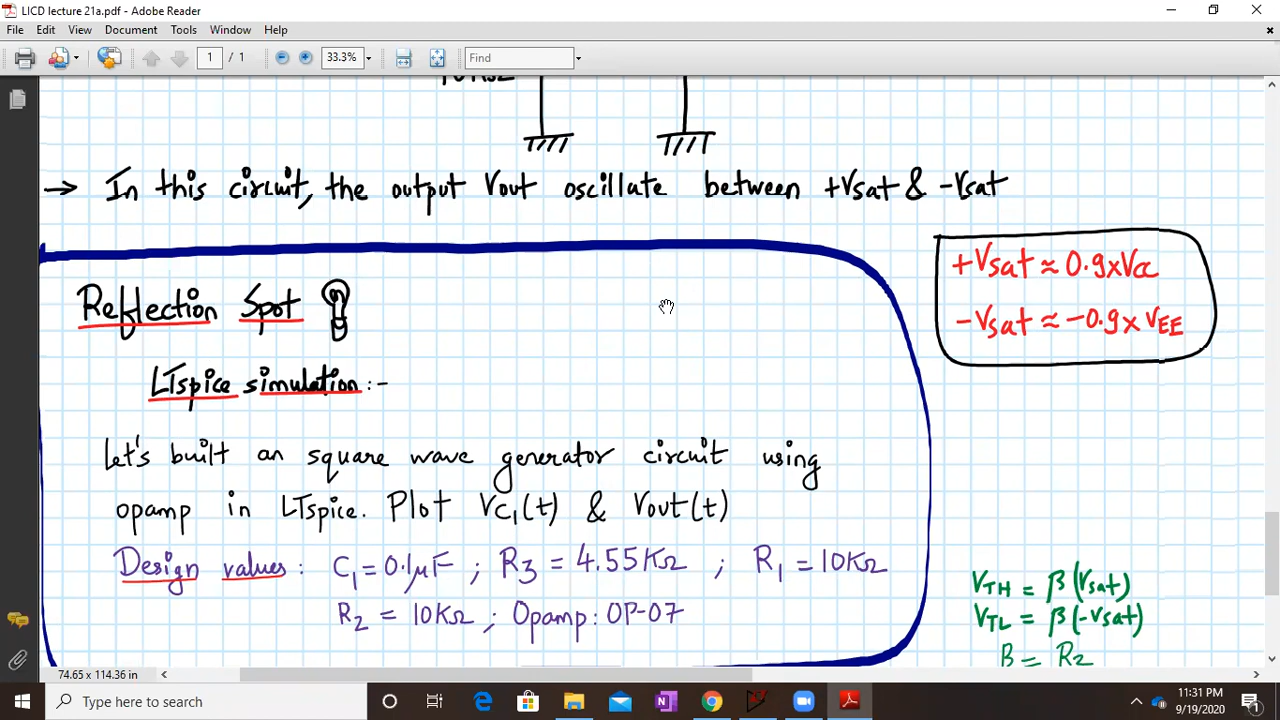 LICD lecture 21a.pdf - Adobe Reader
File Edit View Document Tools Window Help
1 / 1 33.3% Find
→ In this circuit, the output Vout oscillate between +Vsat & -Vsat
+Vsat ≈ 0.9xVCC
-Vsat ≈ -0.9x VEE
Reflection Spot
LTspice simulation:-
Let's built an square wave generator circuit using
opamp in LTspice. Plot VC1(t) & Vout(t)
Design values: C1=0.1μF ; R3 = 4.55KΩ ; R1 = 10KΩ
R2 = 10KΩ ; Opamp: OP-07
VTH = β(Vsat)
VTL = β(-Vsat)
β = R2
74.65 x 114.36 in
Type here to search
11:31 PM
9/19/2020